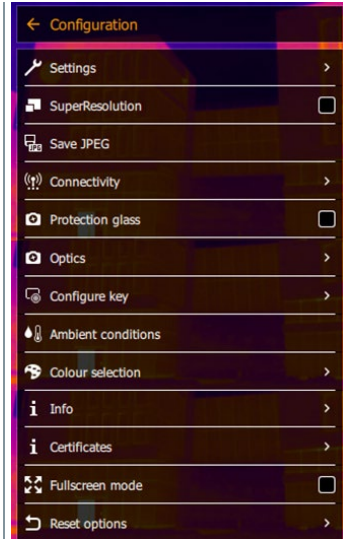 Configuration
Settings
SuperResolution
Save JPEG
Connectivity
Protection glass
Optics
Configure key
Ambient conditions
Colour selection
Info
Certificates
Fullscreen mode
Reset options